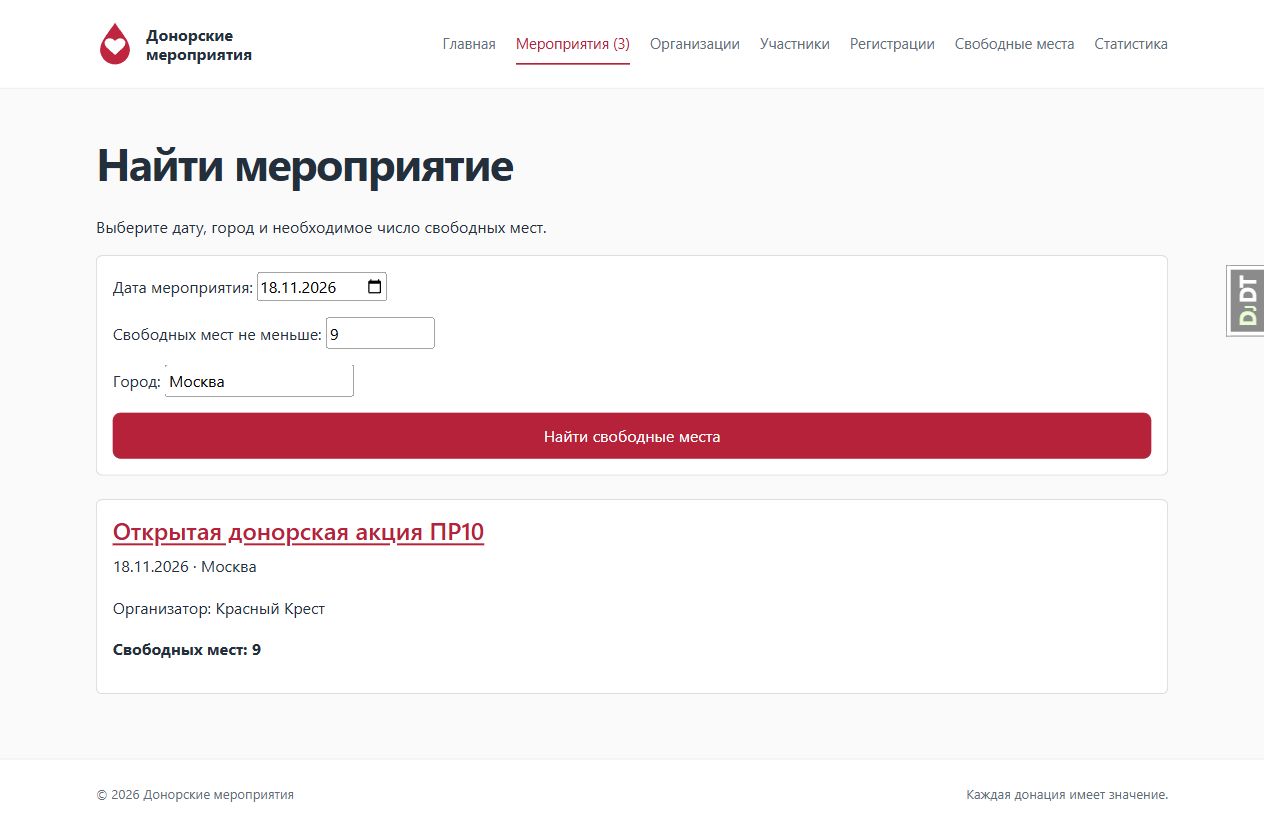 Донорские
мероприятия
Главная Мероприятия (3) Организации Участники Регистрации Свободные места Статистика
Найти мероприятие
Выберите дату, город и необходимое число свободных мест.
Дата мероприятия: 18.11.2026
Свободных мест не меньше: 9
Город: Москва
Найти свободные места
DjDT
Открытая донорская акция ПР10
18.11.2026 · Москва
Организатор: Красный Крест
Свободных мест: 9
© 2026 Донорские мероприятия
Каждая донация имеет значение.